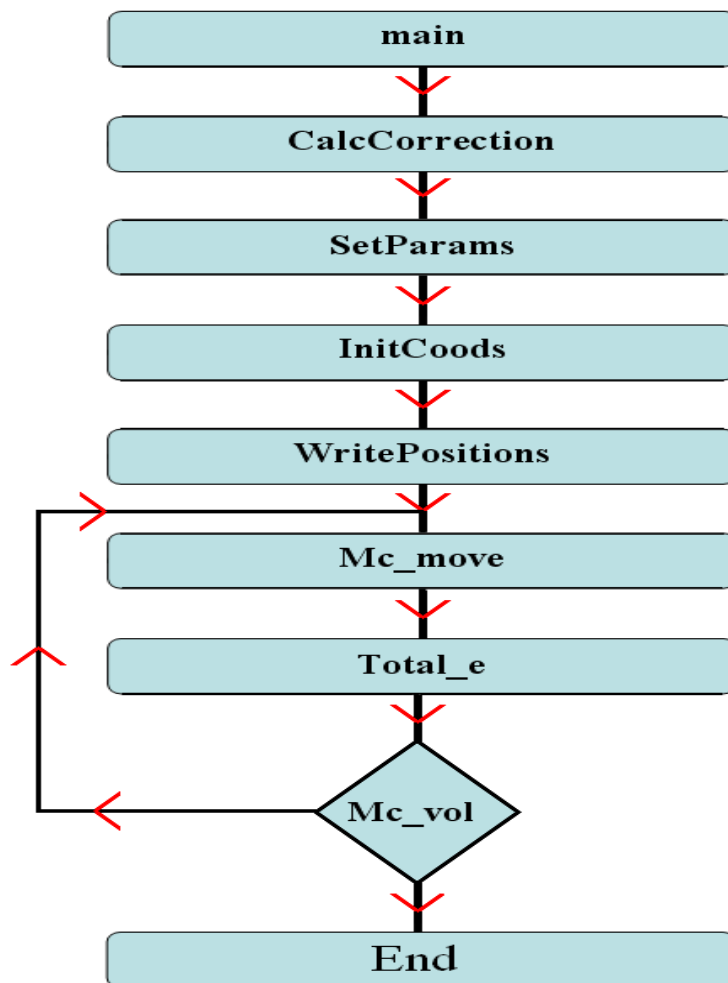 main
CalcCorrection
SetParams
InitCoods
WritePositions
Mc_move
Total_e
Mc_vol
End